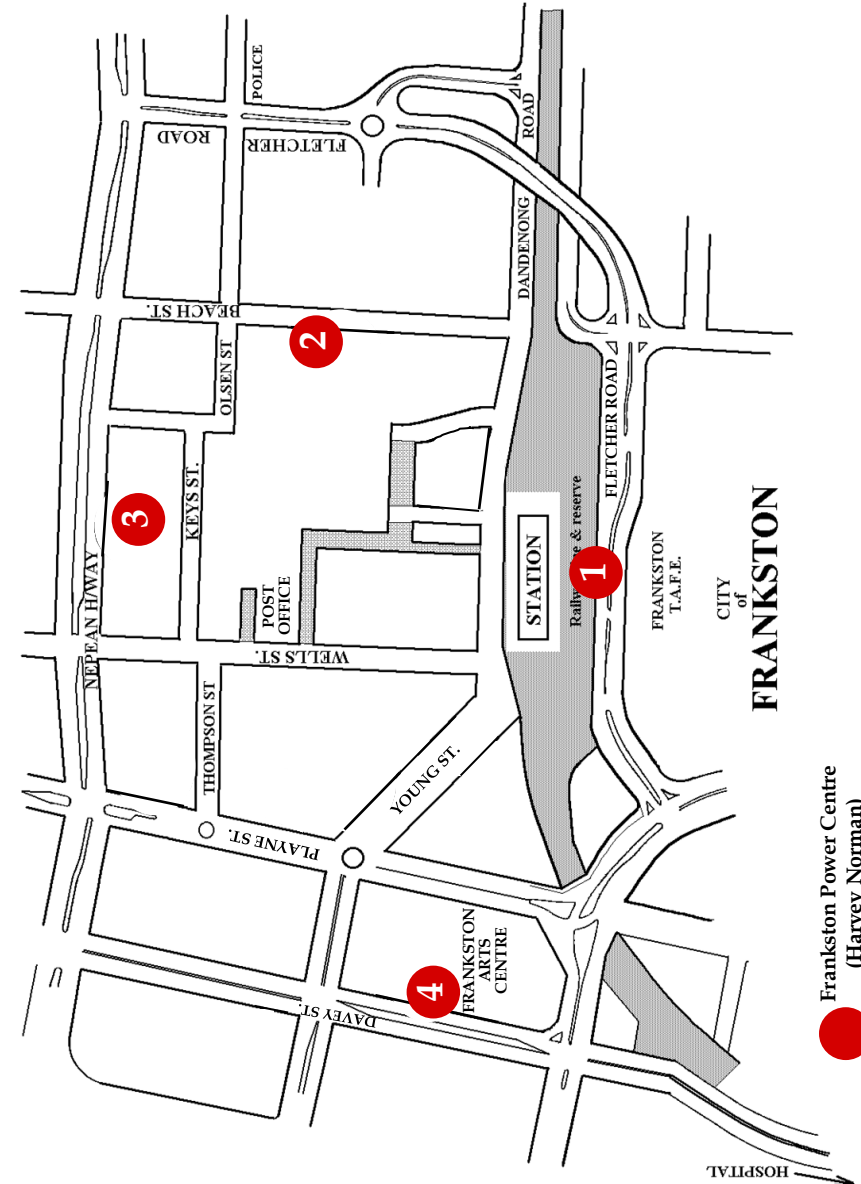 NEPEAN H/WAY
3
PLAYNE ST.
THOMPSON ST
WELLS ST.
KEYS ST.
OLSEN ST
BEACH ST.
ROAD
FLETCHER
POLICE
POST
OFFICE
2
DAVEY ST.
YOUNG ST.
4
FRANKSTON
ARTS
CENTRE
STATION
DANDENONG
ROAD
Railw
e & reserve
1
FLETCHER ROAD
FRANKSTON
T.A.F.E.
CITY
of
FRANKSTON
HOSPITAL
Frankston Power Centre
(Harvey Norman)